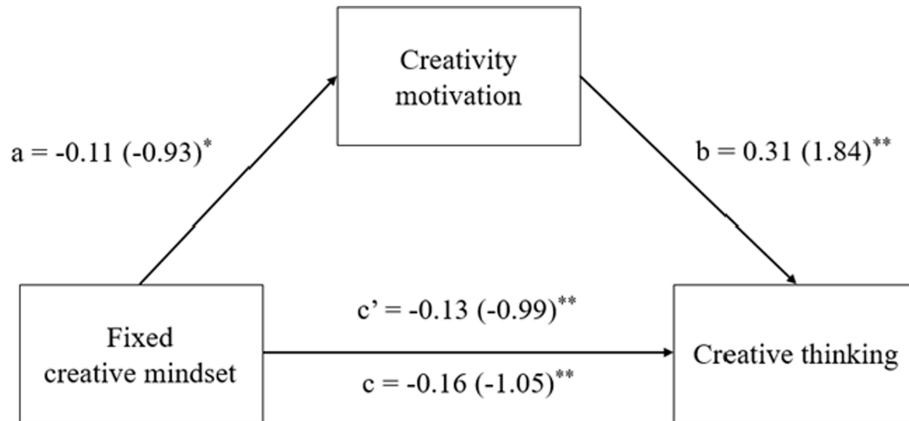 Creativity
motivation
a = -0.11 (-0.93)*
b = 0.31 (1.84)**
Fixed
creative mindset
c’ = -0.13 (-0.99)**
c = -0.16 (-1.05)**
Creative thinking